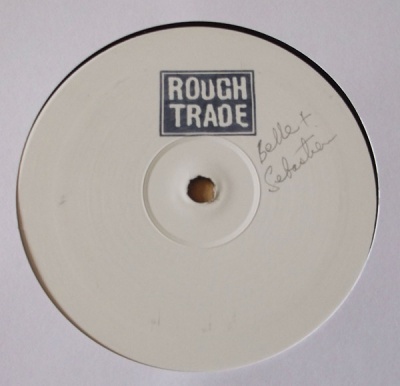 ROUGH
TRADE
Belle +
Sebastian